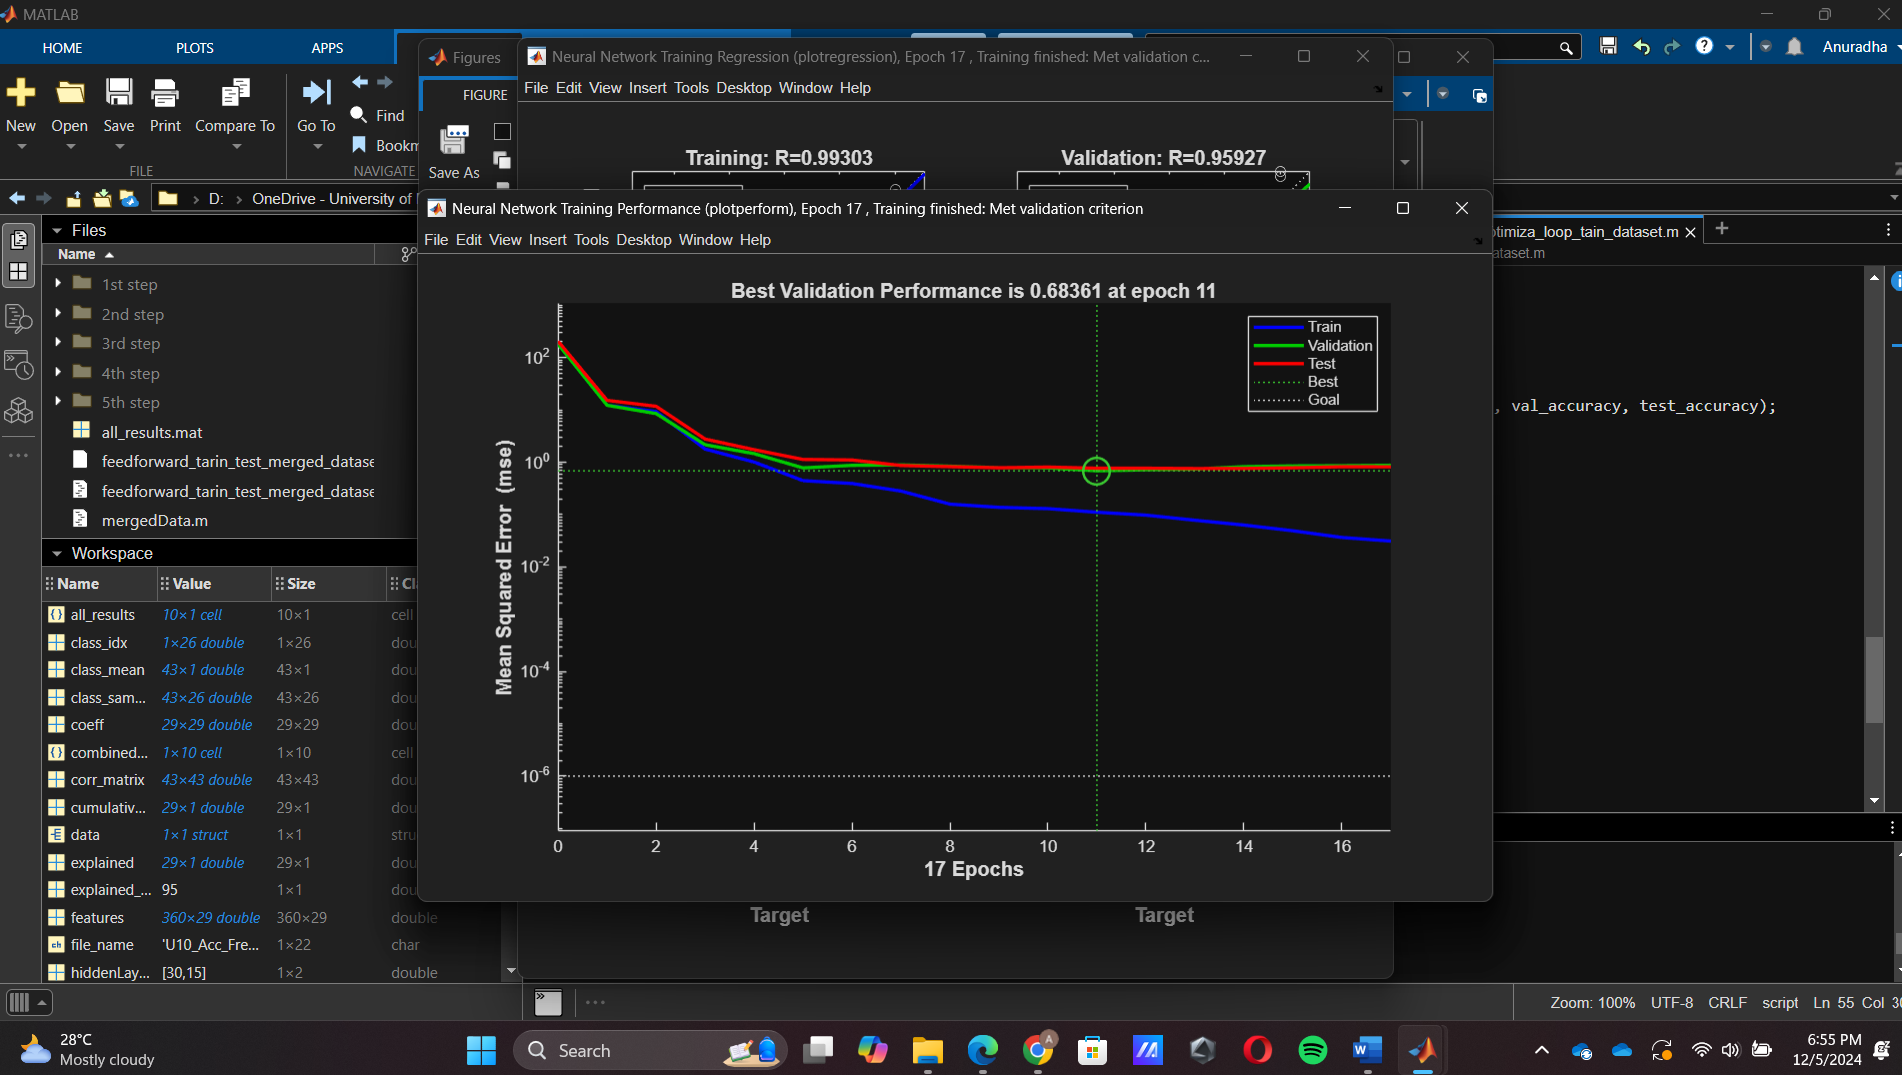 MATLAB
HOME
PLOTS
APPS
Anuradha
New
Open
Save
Print
Compare To
Go To
Find
FILE
NAVIGATE
D:
OneDrive - University of
Figures
FIGURE
Save As
Neural Network Training Regression (plotregression), Epoch 17 , Training finished: Met validation c...
File Edit View Insert Tools Desktop Window Help
Training: R=0.99303
Validation: R=0.95927
Neural Network Training Performance (plotperform), Epoch 17 , Training finished: Met validation criterion
File Edit View Insert Tools Desktop Window Help
Best Validation Performance is 0.68361 at epoch 11
Train
Validation
Test
Best
Goal
Mean Squared Error (mse)
10²
10⁰
10⁻²
10⁻⁴
10⁻⁶
0 2 4 6 8 10 12 14 16
17 Epochs
Target
Target
timiza_loop_tain_dataset.m
ataset.m
, val_accuracy, test_accuracy);
Files
Name
1st step
2nd step
3rd step
4th step
5th step
all_results.mat
feedforward_tarin_test_merged_datase
feedforward_tarin_test_merged_datase
mergedData.m
Workspace
Name Value Size Cl
all_results 10×1 cell 10×1 cell
class_idx 1×26 double 1×26 dou
class_mean 43×1 double 43×1 dou
class_sam... 43×26 double 43×26 dou
coeff 29×29 double 29×29 dou
combined... 1×10 cell 1×10 cell
corr_matrix 43×43 double 43×43 dou
cumulativ... 29×1 double 29×1 dou
data 1×1 struct 1×1 stru
explained 29×1 double 29×1 dou
explained_... 95 1×1 dou
features 360×29 double 360×29 double
file_name 'U10_Acc_Fre... 1×22 char
hiddenLay... [30,15] 1×2 double
Zoom: 100% UTF-8 CRLF script Ln 55 Col
28°C
Mostly cloudy
Search
6:55 PM
12/5/2024